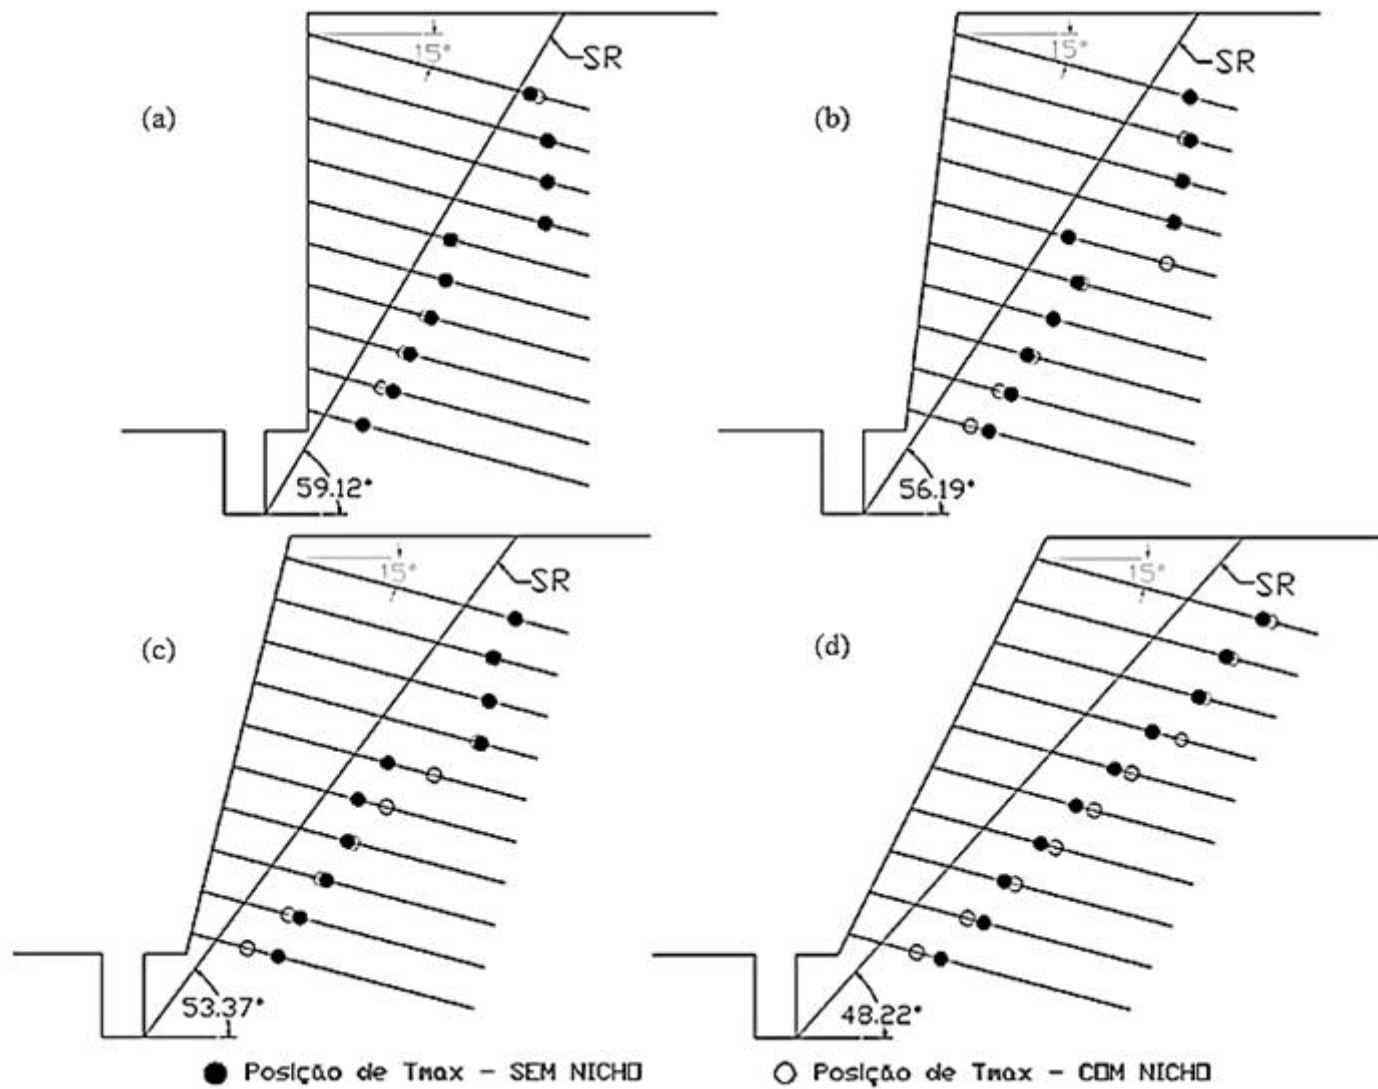 15°
SR
(a)
59.12°
15°
SR
(b)
56.19°
15°
SR
(c)
53.37°
15°
SR
(d)
48.22°
Posição de Tmax - SEM NICHO
Posição de Tmax - COM NICHO